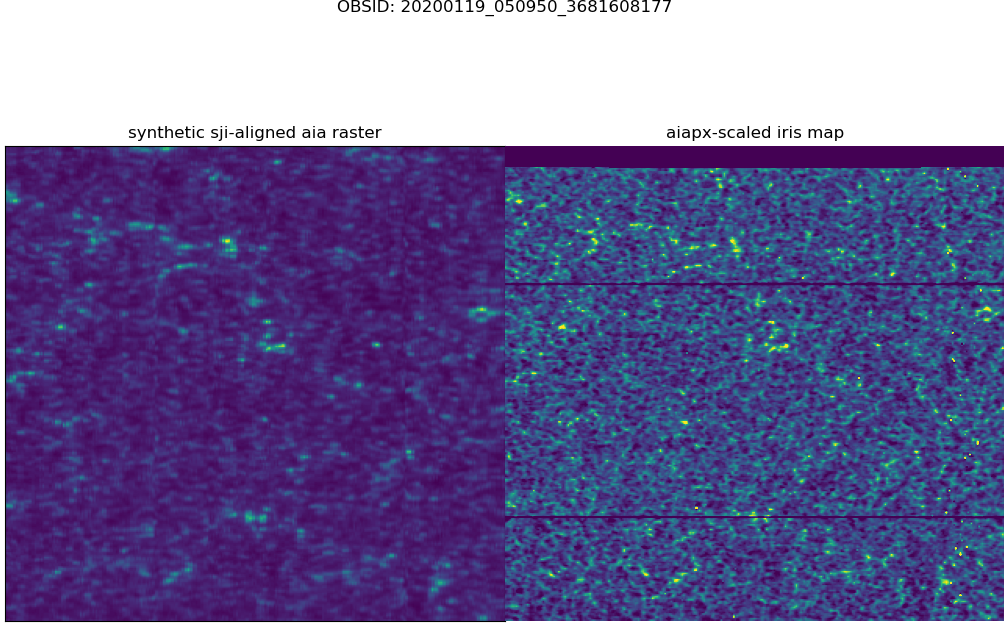 OBSID: 20200119_050950_3681608177
synthetic sji-aligned aia raster
aiapx-scaled iris map